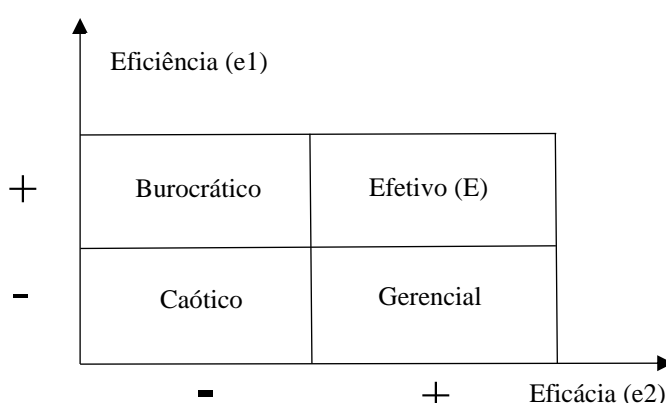 Eficiência (e1)
+
Burocrático
Efetivo (E)
-
Caótico
Gerencial
-
+
Eficácia (e2)